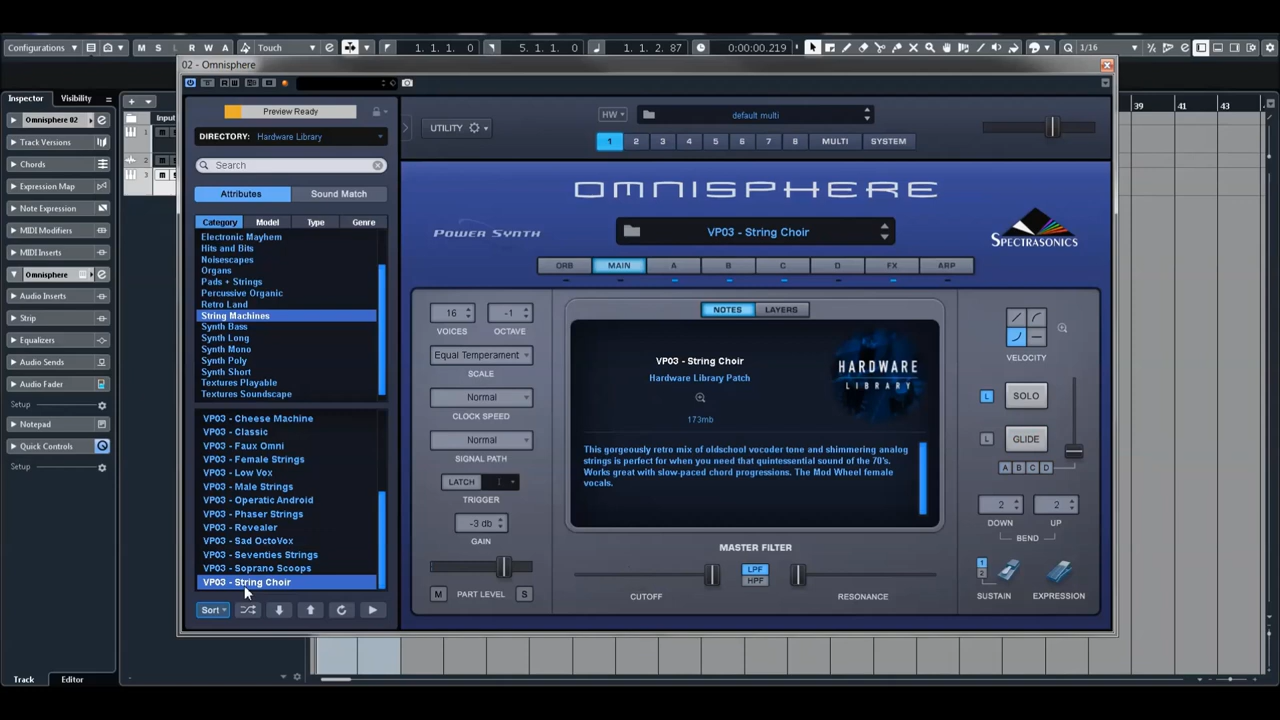 Configurations
M S L R W A
Touch
1. 1. 1. 0
5. 1. 1. 0
1. 1. 2. 87
0:00:00.219
1/16
02 - Omnisphere
Inspector
Visibility
Omnisphere 02
Track Versions
Chords
Expression Map
Note Expression
MIDI Modifiers
MIDI Inserts
Omnisphere
Audio Inserts
Strip
Equalizers
Audio Sends
Audio Fader
Setup
Notepad
Quick Controls
Setup
Track
Editor
Input
1
2
3
39 41 43
Preview Ready
DIRECTORY: Hardware Library
Search
Attributes
Sound Match
Category
Model
Type
Genre
Electronic Mayhem
Hits and Bits
Noisescapes
Organs
Pads + Strings
Percussive Organic
Retro Land
String Machines
Synth Bass
Synth Long
Synth Mono
Synth Poly
Synth Short
Textures Playable
Textures Soundscape
VP03 - Cheese Machine
VP03 - Classic
VP03 - Faux Omni
VP03 - Female Strings
VP03 - Low Vox
VP03 - Male Strings
VP03 - Operatic Android
VP03 - Phaser Strings
VP03 - Revealer
VP03 - Sad OctoVox
VP03 - Seventies Strings
VP03 - Soprano Scoops
VP03 - String Choir
Sort
UTILITY
HW
default multi
1 2 3 4 5 6 7 8 MULTI SYSTEM
OMNISPHERE
POWER SYNTH
VP03 - String Choir
SPECTRASONICS
ORB MAIN A B C D FX ARP
16
VOICES
-1
OCTAVE
Equal Temperament
SCALE
Normal
CLOCK SPEED
Normal
SIGNAL PATH
LATCH
TRIGGER
-3 db
GAIN
M PART LEVEL S
NOTES
LAYERS
VP03 - String Choir
Hardware Library Patch
173mb
HARDWARE
LIBRARY
This gorgeously retro mix of oldschool vocoder tone and shimmering analog
strings is perfect for when you need that quintessential sound of the 70's.
Works great with slow-paced chord progressions. The Mod Wheel female
vocals.
MASTER FILTER
CUTOFF
LPF
HPF
RESONANCE
VELOCITY
L SOLO
L GLIDE
A B C D
2
DOWN
2
UP
BEND
1
2
SUSTAIN
EXPRESSION